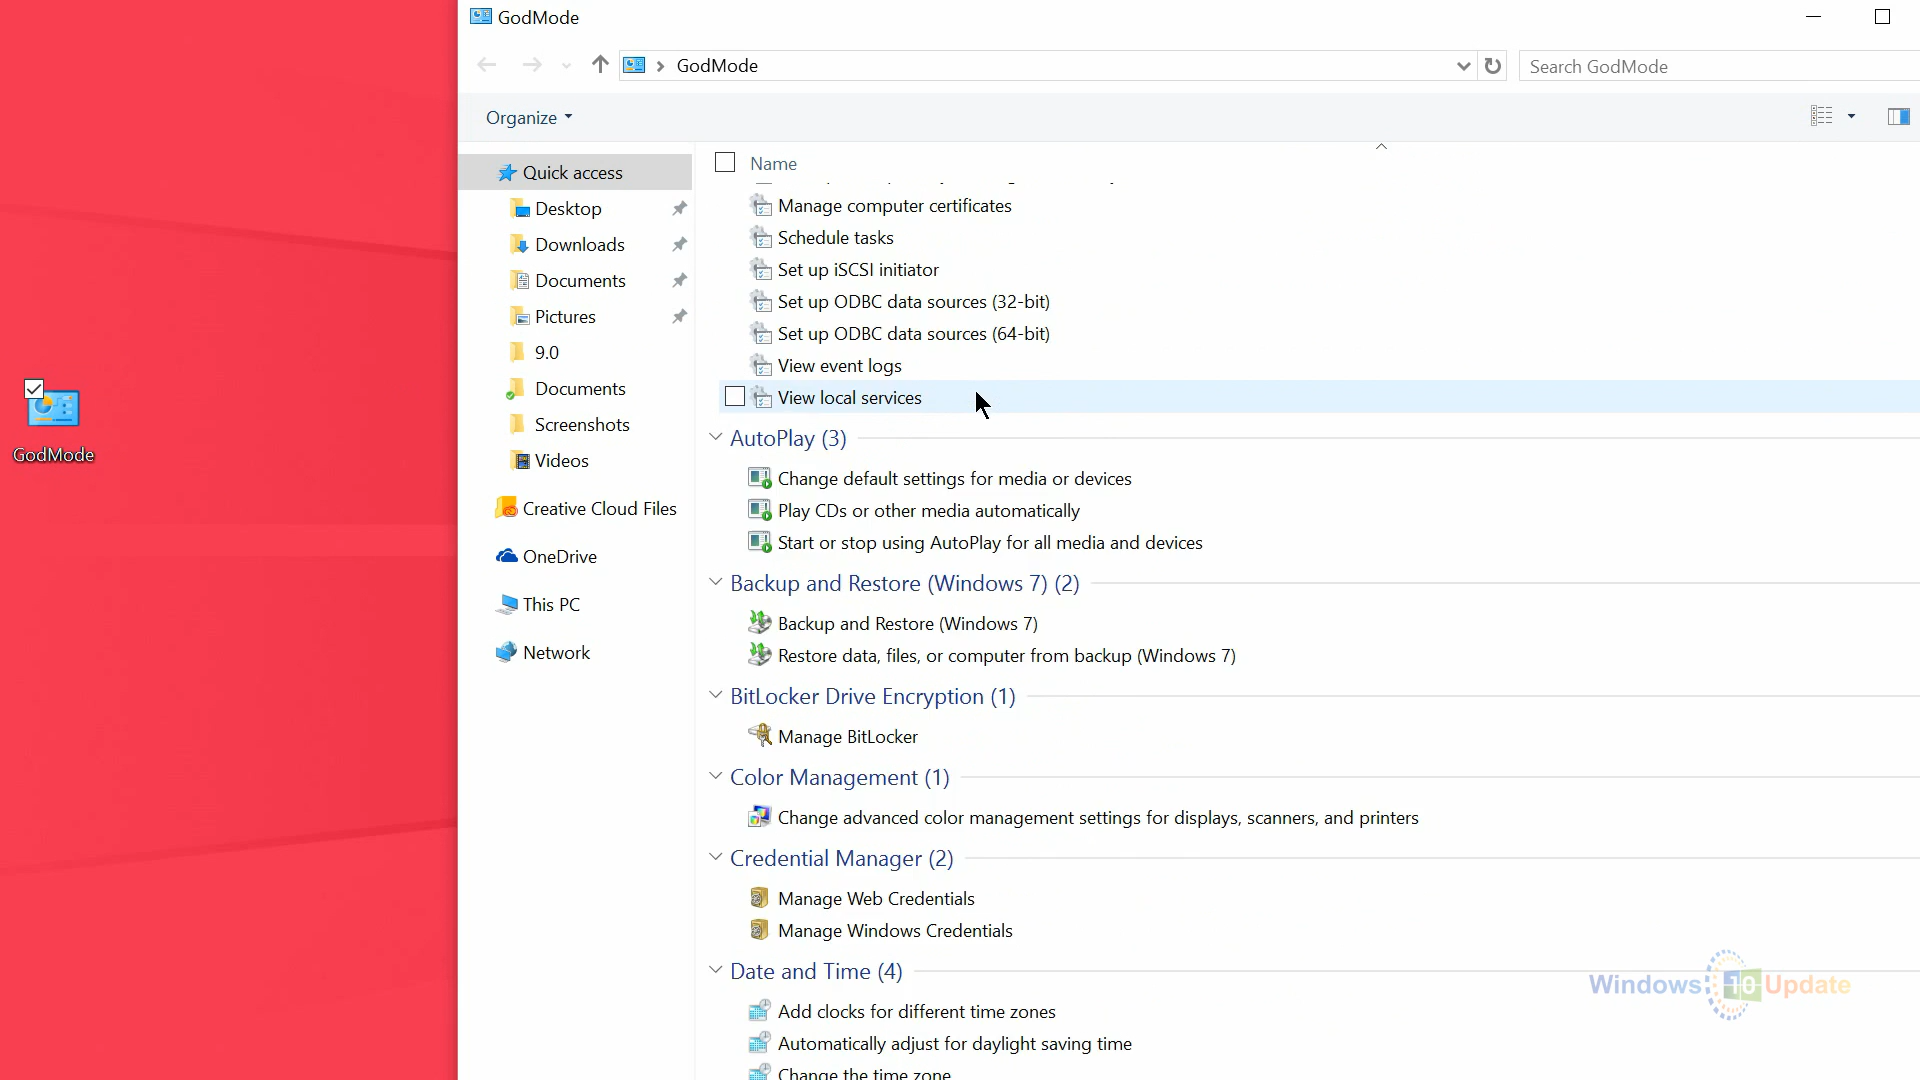 GodMode
GodMode
Search GodMode
Organize
Quick access
Desktop
Downloads
Documents
Pictures
9.0
Documents
Screenshots
Videos
Creative Cloud Files
OneDrive
This PC
Network
GodMode
Name
Manage computer certificates
Schedule tasks
Set up iSCSI initiator
Set up ODBC data sources (32-bit)
Set up ODBC data sources (64-bit)
View event logs
View local services
AutoPlay (3)
Change default settings for media or devices
Play CDs or other media automatically
Start or stop using AutoPlay for all media and devices
Backup and Restore (Windows 7) (2)
Backup and Restore (Windows 7)
Restore data, files, or computer from backup (Windows 7)
BitLocker Drive Encryption (1)
Manage BitLocker
Color Management (1)
Change advanced color management settings for displays, scanners, and printers
Credential Manager (2)
Manage Web Credentials
Manage Windows Credentials
Date and Time (4)
Add clocks for different time zones
Automatically adjust for daylight saving time
Change the time zone
Windows 10 Update